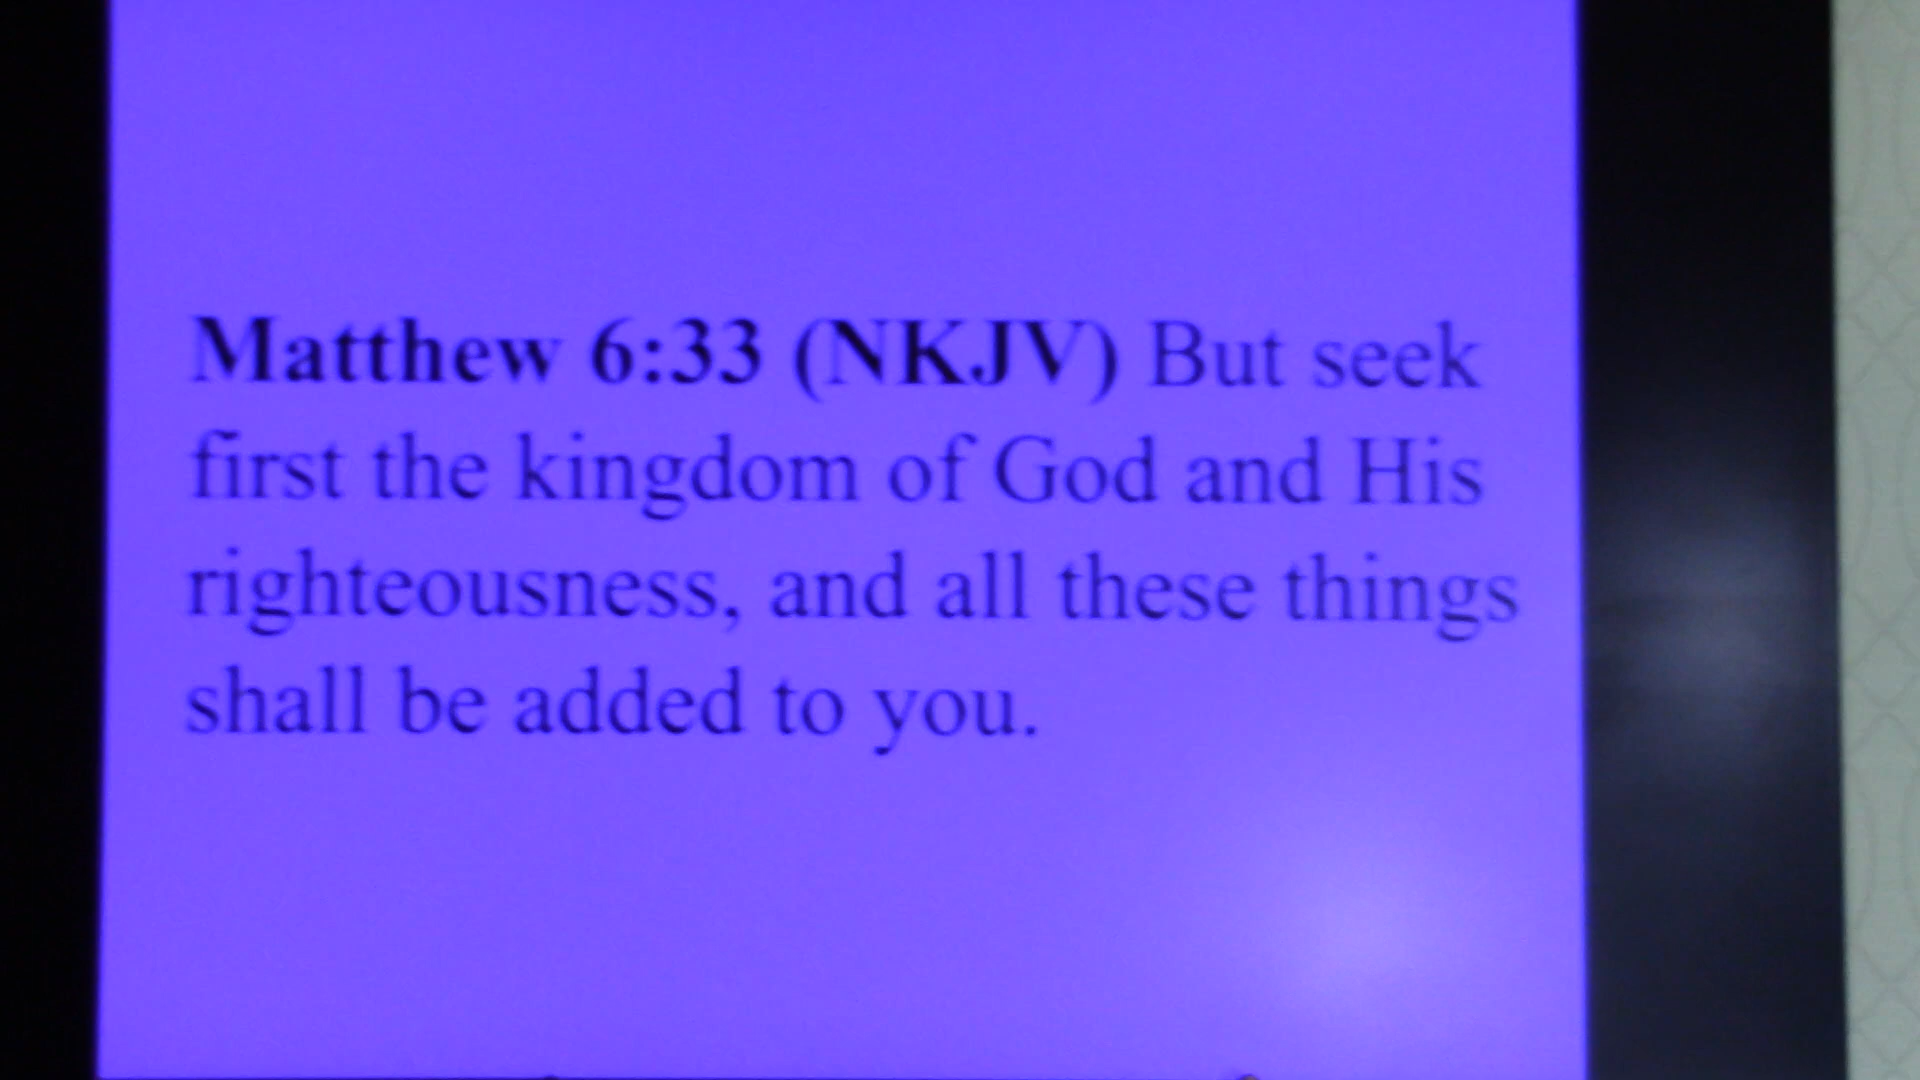 Matthew 6:33 (NKJV) But seek
first the kingdom of God and His
righteousness, and all these things
shall be added to you.